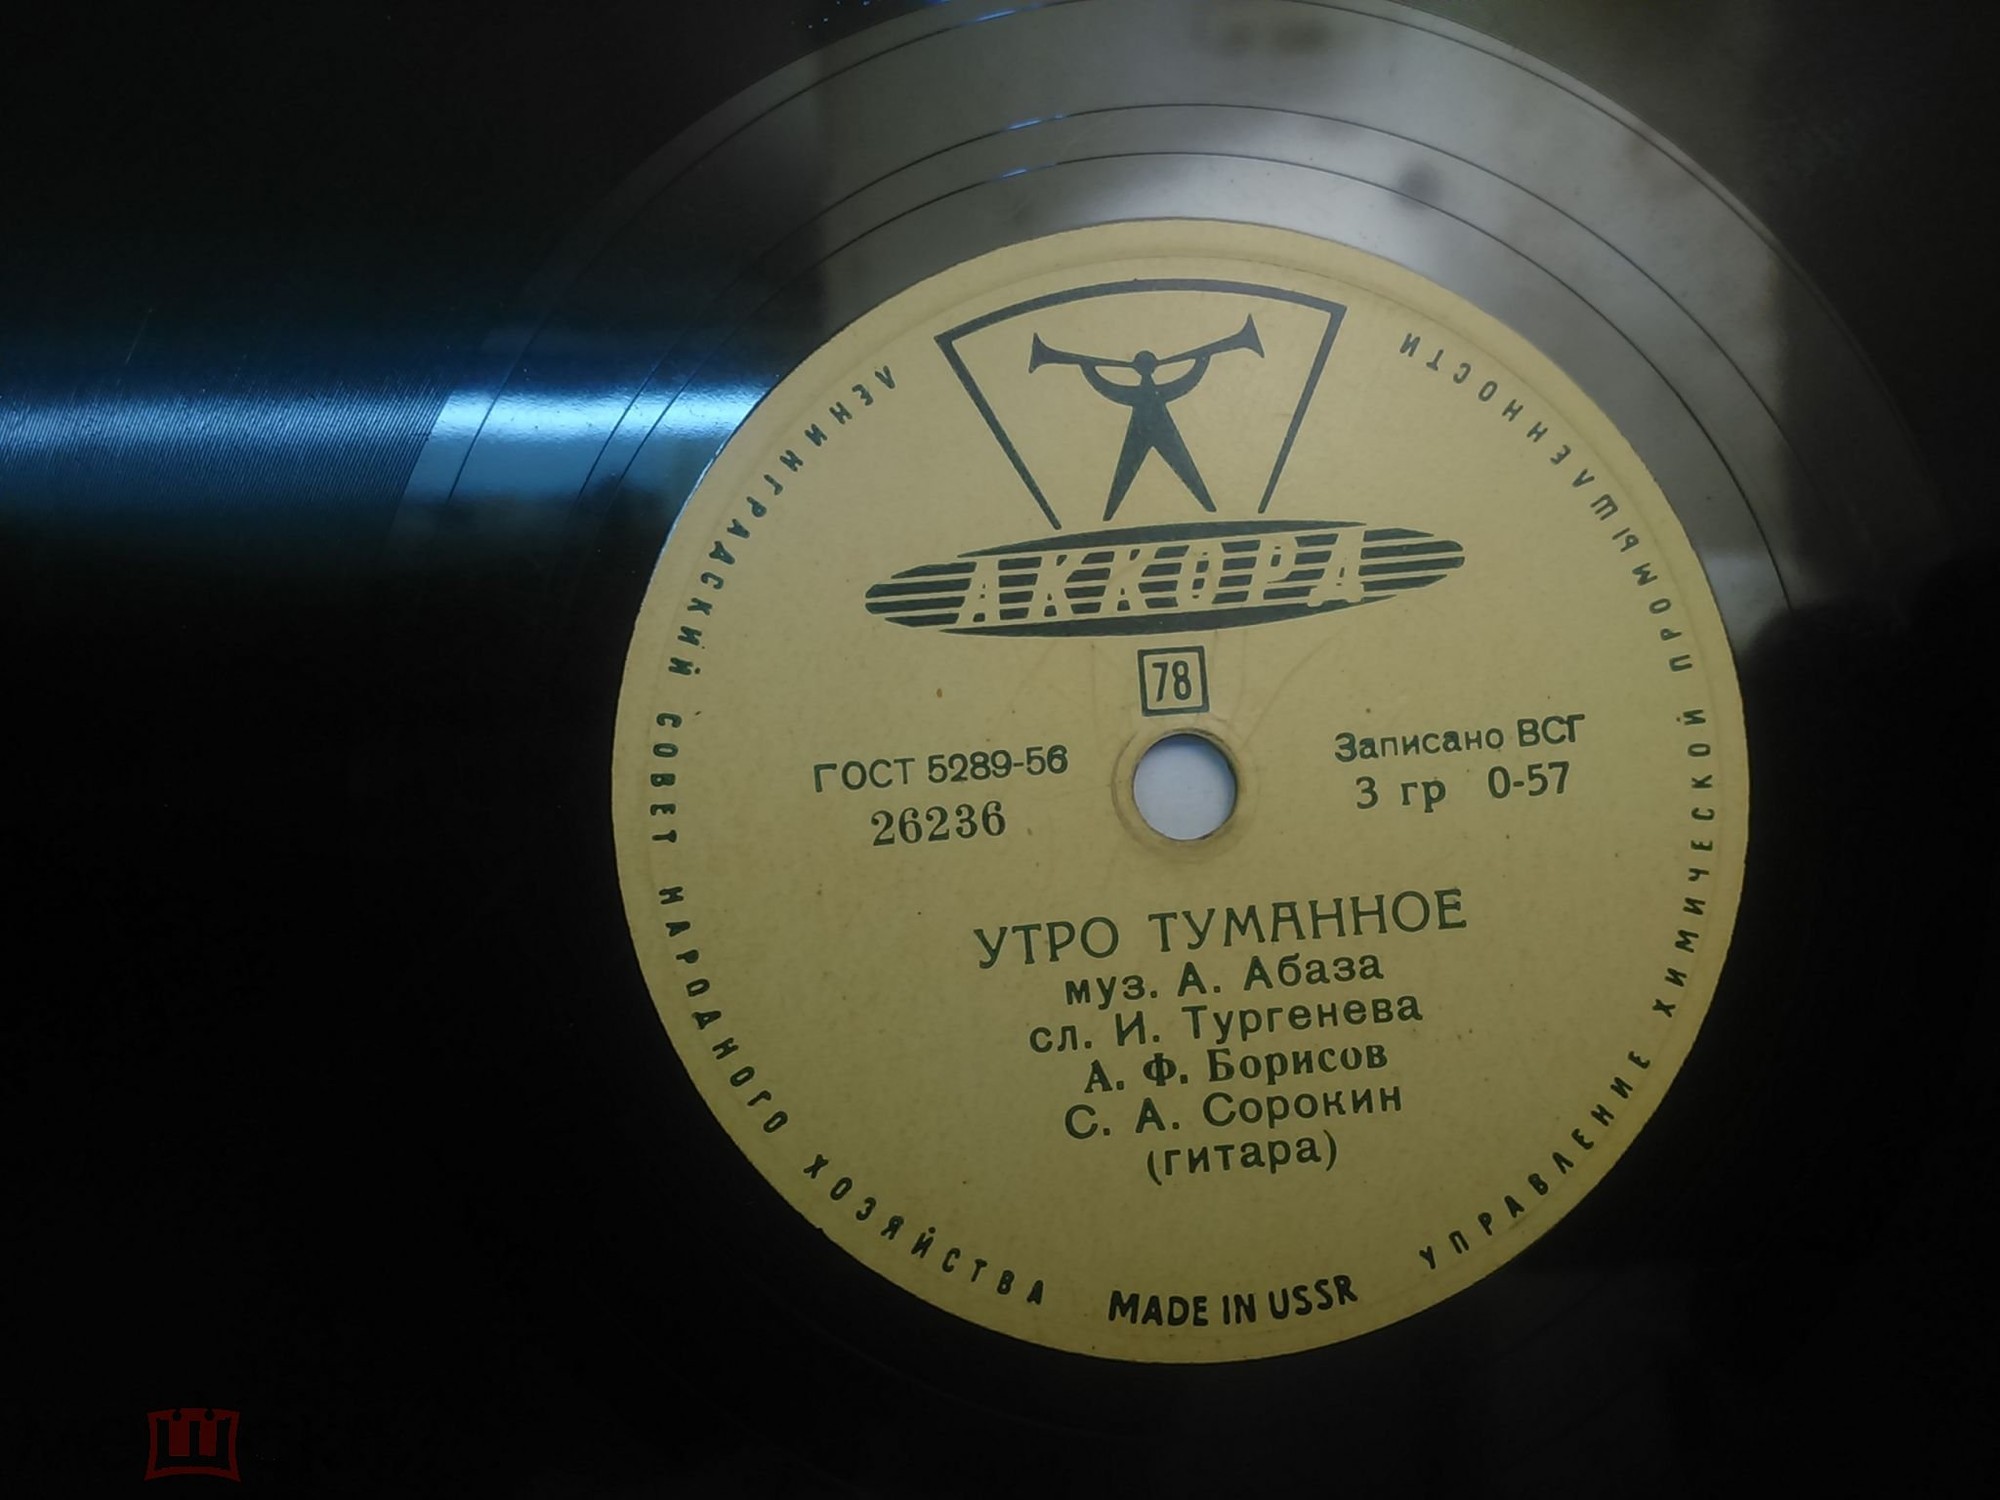 АККОРД
78
ГОСТ 5289-56
26236
Записано ВСГ
3 гр 0-57
УТРО ТУМАННОЕ
муз. А. Абаза
сл. И. Тургенева
А. Ф. Борисов
С. А. Сорокин
(гитара)
ЛЕНИНГРАДСКИЙ СОВЕТ НАРОДНОГО ХОЗЯЙСТВА
MADE IN USSR
УПРАВЛЕНИЕ ХИМИЧЕСКОЙ ПРОМЫШЛЕННОСТИ